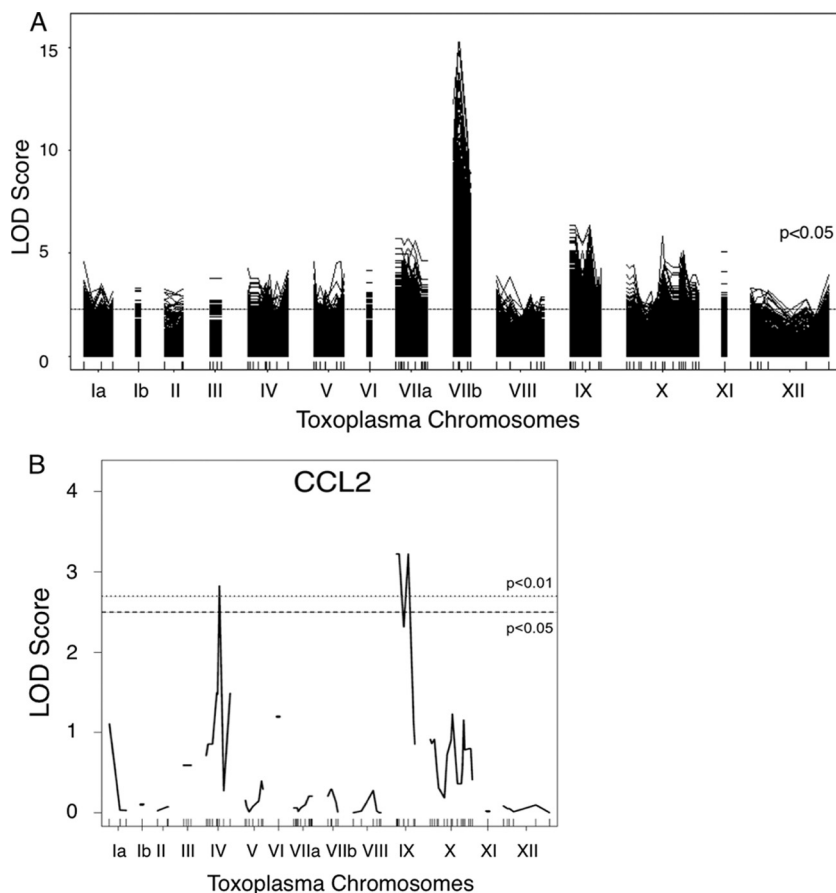 A
LOD Score
15
10
5
0
p<0.05
Ia Ib II III IV V VI VIIa VIIb VIII IX X XI XII
Toxoplasma Chromosomes
B
CCL2
LOD Score
4
3
2
1
0
p<0.01
p<0.05
Ia Ib II III IV V VI VIIa VIIb VIII IX X XI XII
Toxoplasma Chromosomes